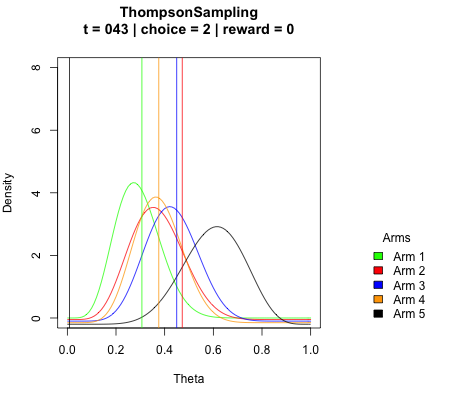 ThompsonSampling
t = 043 | choice = 2 | reward = 0
8
6
4
2
0
Density
0.0 0.2 0.4 0.6 0.8 1.0
Theta
Arms
Arm 1
Arm 2
Arm 3
Arm 4
Arm 5